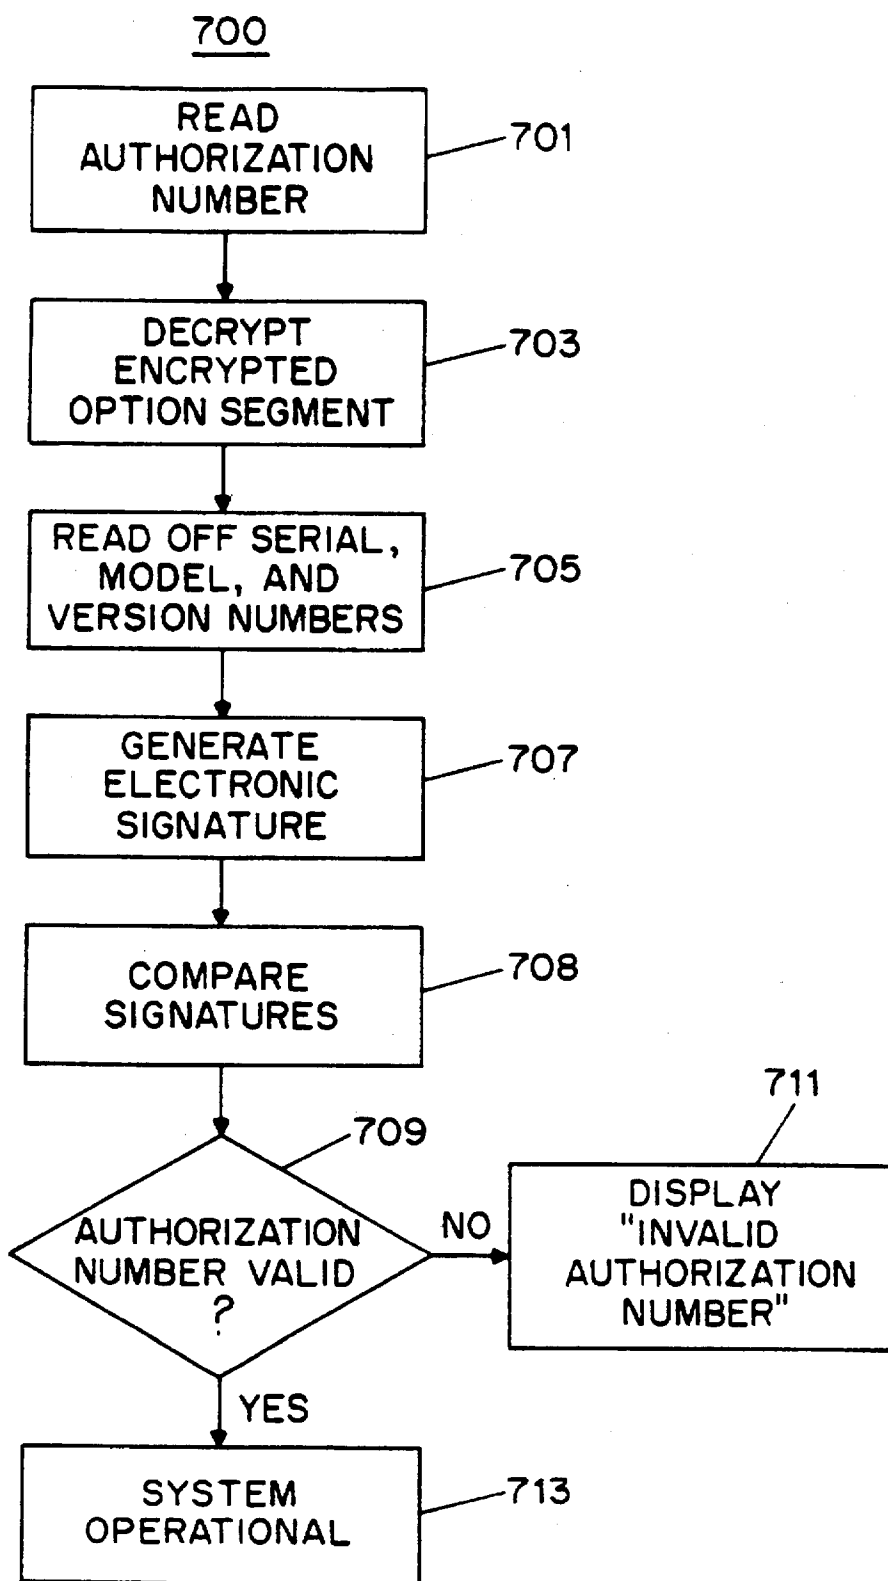 700
READ
AUTHORIZATION
NUMBER
701
DECRYPT
ENCRYPTED
OPTION SEGMENT
703
READ OFF SERIAL,
MODEL, AND
VERSION NUMBERS
705
GENERATE
ELECTRONIC
SIGNATURE
707
COMPARE
SIGNATURES
708
709
AUTHORIZATION
NUMBER VALID
?
NO
711
DISPLAY
"INVALID
AUTHORIZATION
NUMBER"
YES
SYSTEM
OPERATIONAL
713